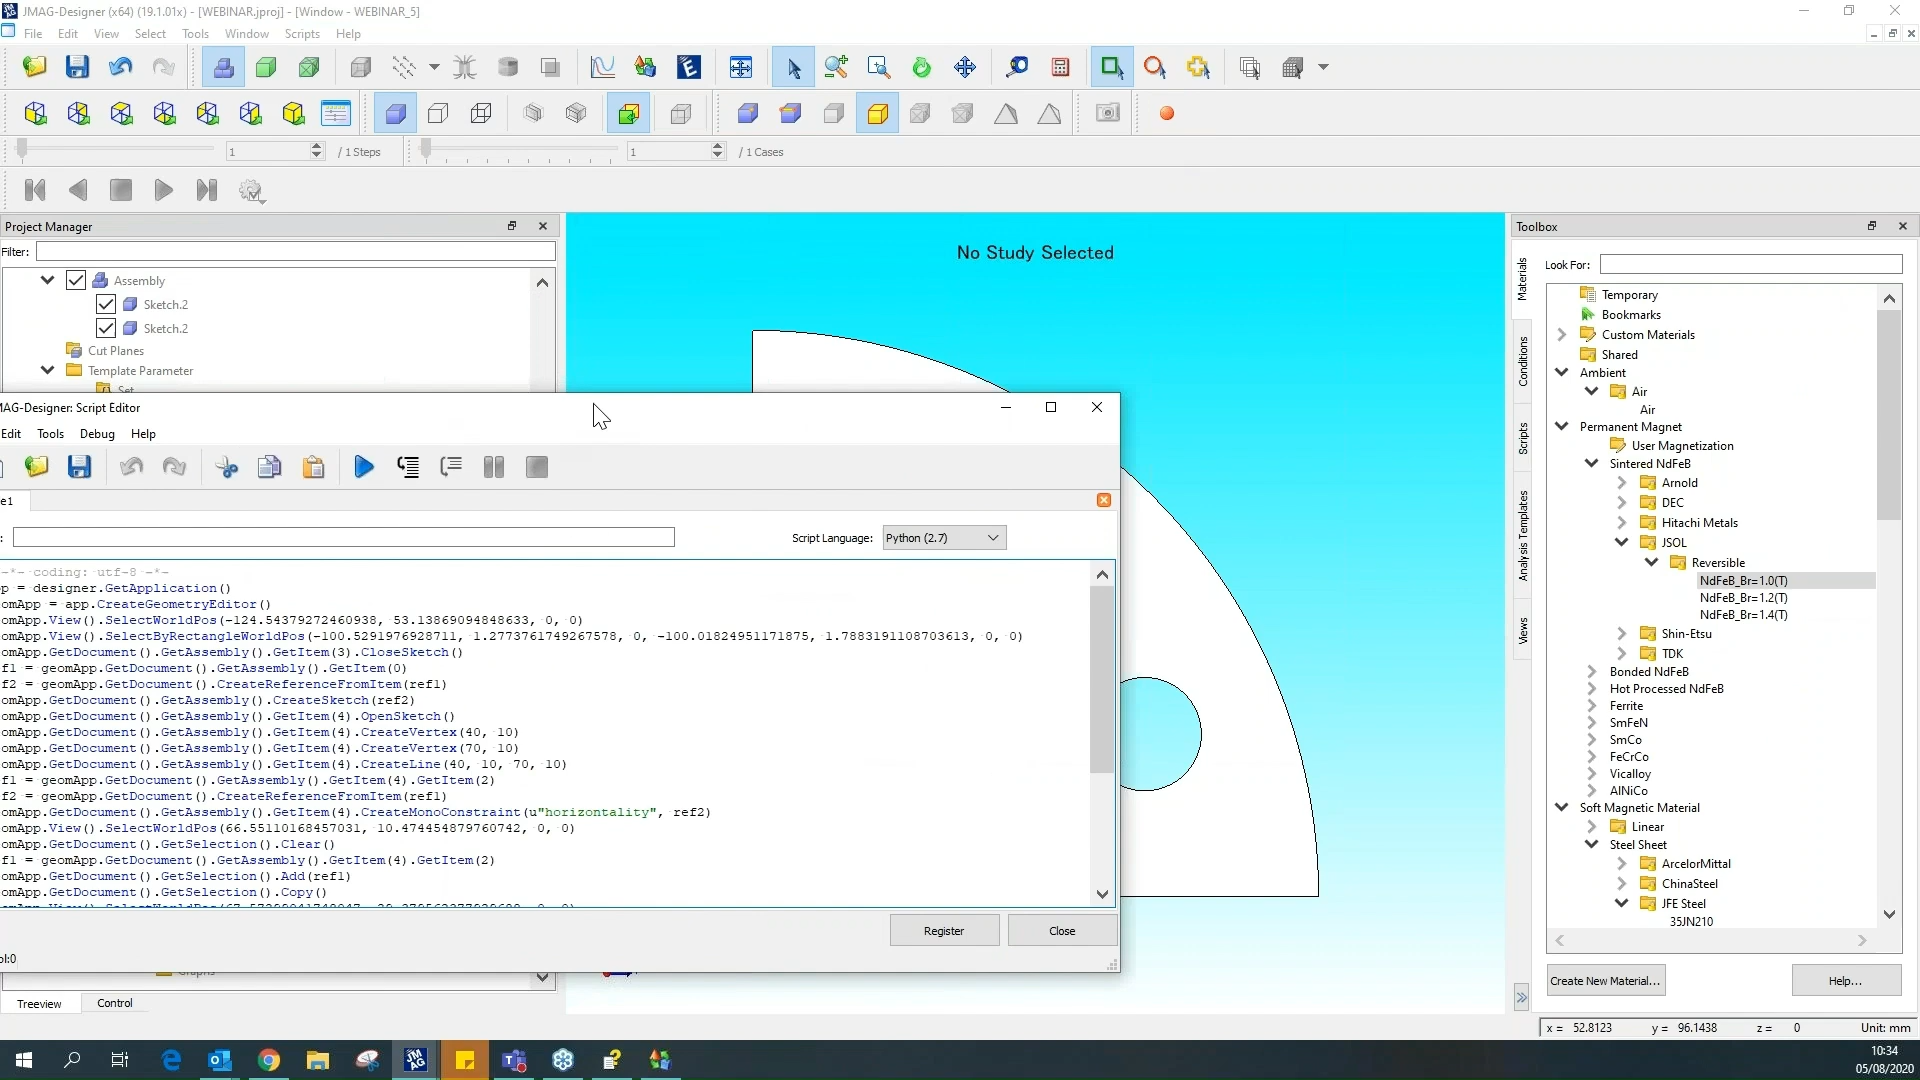 JMAG-Designer (x64) (19.1.01x) - [WEBINAR.jproj] - [Window - WEBINAR_5]
File Edit View Select Tools Window Scripts Help
1 / 1 Steps 1 / 1 Cases
Project Manager
Filter:
Assembly
Sketch.2
Sketch.2
Cut Planes
Template Parameter
Set
No Study Selected
MAG-Designer: Script Editor
Edit Tools Debug Help
e1
: Script Language: Python (2.7)
-*- coding: utf-8 -*-
p = designer.GetApplication()
omApp = app.CreateGeometryEditor()
omApp.View().SelectWorldPos(-124.54379272460938, 53.13869094848633, 0, 0)
omApp.View().SelectByRectangleWorldPos(-100.5291976928711, 1.2773761749267578, 0, -100.01824951171875, 1.7883191108703613, 0, 0)
omApp.GetDocument().GetAssembly().GetItem(3).CloseSketch()
f1 = geomApp.GetDocument().GetAssembly().GetItem(0)
f2 = geomApp.GetDocument().CreateReferenceFromItem(ref1)
omApp.GetDocument().GetAssembly().CreateSketch(ref2)
omApp.GetDocument().GetAssembly().GetItem(4).OpenSketch()
omApp.GetDocument().GetAssembly().GetItem(4).CreateVertex(40, 10)
omApp.GetDocument().GetAssembly().GetItem(4).CreateVertex(70, 10)
omApp.GetDocument().GetAssembly().GetItem(4).CreateLine(40, 10, 70, 10)
f1 = geomApp.GetDocument().GetAssembly().GetItem(4).GetItem(2)
f2 = geomApp.GetDocument().CreateReferenceFromItem(ref1)
omApp.GetDocument().GetAssembly().GetItem(4).CreateMonoConstraint(u"horizontality", ref2)
omApp.View().SelectWorldPos(66.55110168457031, 10.474454879760742, 0, 0)
omApp.GetDocument().GetSelection().Clear()
f1 = geomApp.GetDocument().GetAssembly().GetItem(4).GetItem(2)
omApp.GetDocument().GetSelection().Add(ref1)
omApp.GetDocument().GetSelection().Copy()
Register Close
ol:0
Graphs
Treeview Control
Toolbox
Materials
Conditions
Scripts
Analysis Templates
Views
Look For:
Temporary
Bookmarks
Custom Materials
Shared
Ambient
Air
Air
Permanent Magnet
User Magnetization
Sintered NdFeB
Arnold
DEC
Hitachi Metals
JSOL
Reversible
NdFeB_Br=1.0(T)
NdFeB_Br=1.2(T)
NdFeB_Br=1.4(T)
Shin-Etsu
TDK
Bonded NdFeB
Hot Processed NdFeB
Ferrite
SmFeN
SmCo
FeCrCo
Vicalloy
AlNiCo
Soft Magnetic Material
Linear
Steel Sheet
ArcelorMittal
ChinaSteel
JFE Steel
35JN210
Create New Material... Help...
x = 52.8123 y = 96.1438 z = 0 Unit: mm
JM AG
10:34
05/08/2020